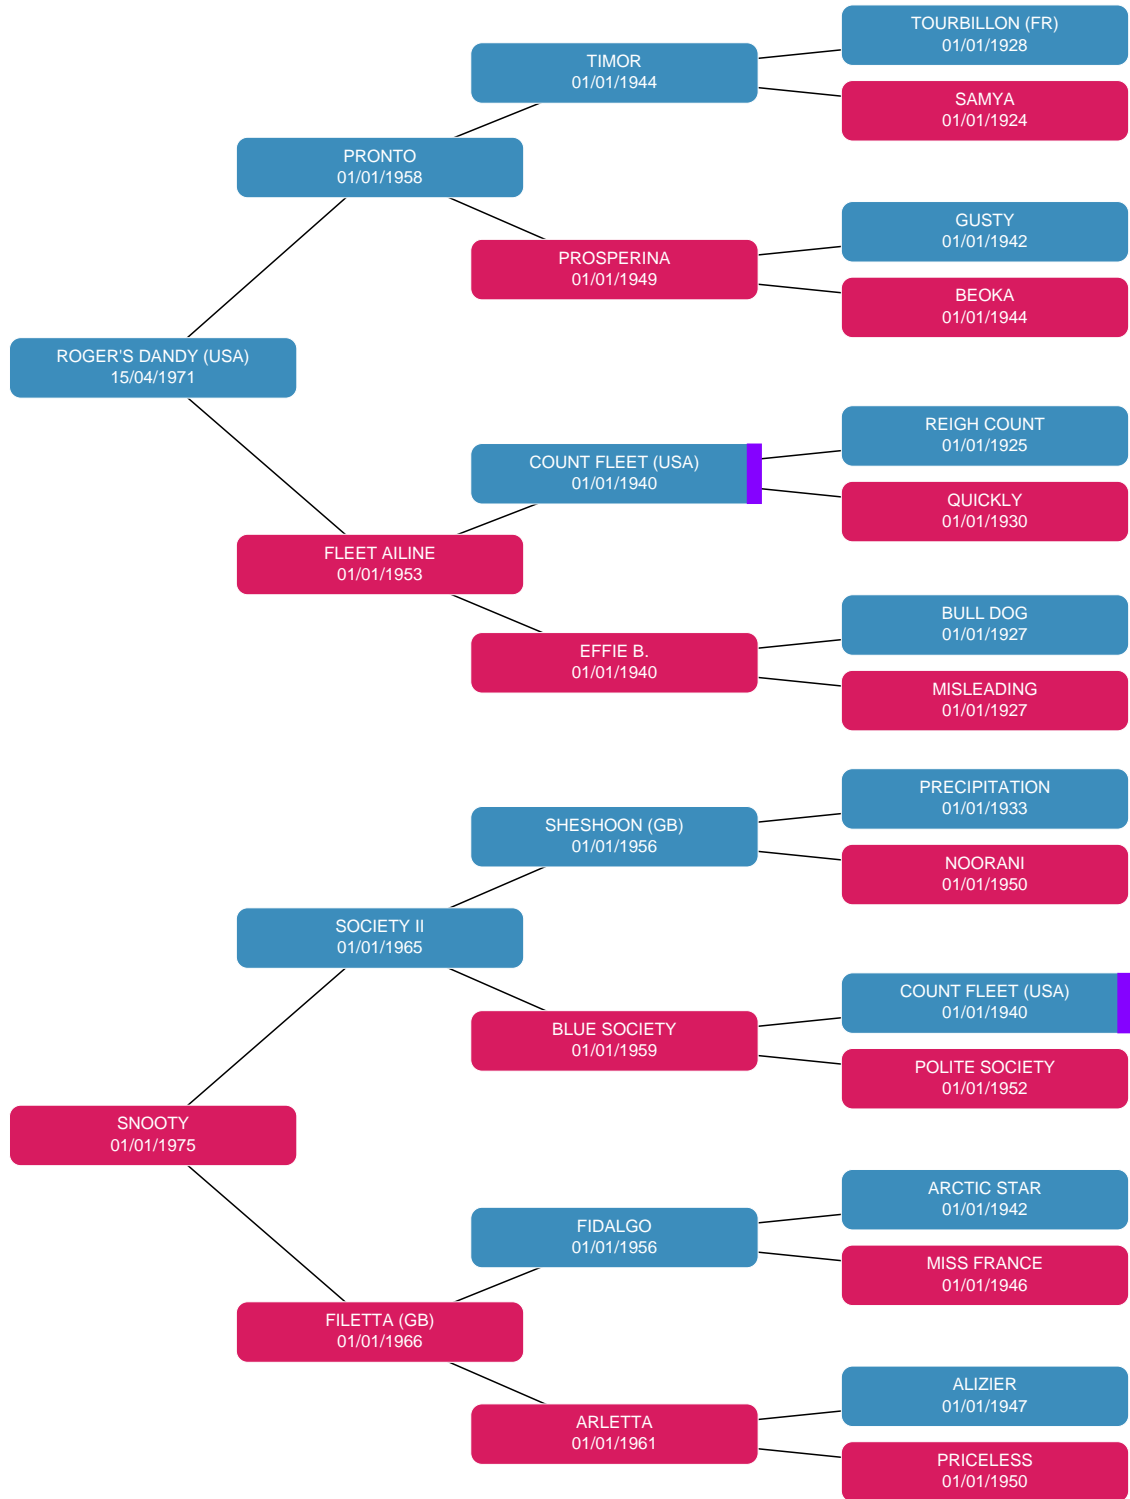 TOURBILLON (FR)
01/01/1928
TIMOR
01/01/1944
SAMYA
01/01/1924
PRONTO
01/01/1958
GUSTY
01/01/1942
PROSPERINA
01/01/1949
BEOKA
01/01/1944
ROGER'S DANDY (USA)
15/04/1971
REIGH COUNT
01/01/1925
COUNT FLEET (USA)
01/01/1940
QUICKLY
01/01/1930
FLEET AILINE
01/01/1953
BULL DOG
01/01/1927
EFFIE B.
01/01/1940
MISLEADING
01/01/1927
PRECIPITATION
01/01/1933
SHESHOON (GB)
01/01/1956
NOORANI
01/01/1950
SOCIETY II
01/01/1965
COUNT FLEET (USA)
01/01/1940
BLUE SOCIETY
01/01/1959
POLITE SOCIETY
01/01/1952
SNOOTY
01/01/1975
ARCTIC STAR
01/01/1942
FIDALGO
01/01/1956
MISS FRANCE
01/01/1946
FILETTA (GB)
01/01/1966
ALIZIER
01/01/1947
ARLETTA
01/01/1961
PRICELESS
01/01/1950